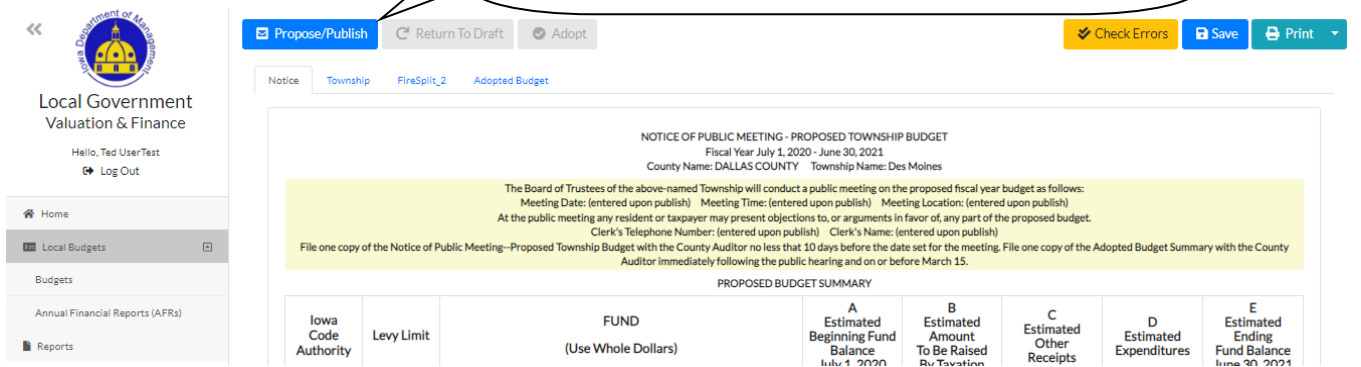 Iowa Department of Management
Local Government
Valuation & Finance
Hello, Ted UserTest
Log Out
Home
Local Budgets
Budgets
Annual Financial Reports (AFRs)
Reports
Propose/Publish
Return To Draft
Adopt
Check Errors
Save
Print
Notice
Township
FireSplit_2
Adopted Budget
NOTICE OF PUBLIC MEETING - PROPOSED TOWNSHIP BUDGET
Fiscal Year July 1, 2020 - June 30, 2021
County Name: DALLAS COUNTY Township Name: Des Moines
The Board of Trustees of the above-named Township will conduct a public meeting on the proposed fiscal year budget as follows:
Meeting Date: (entered upon publish) Meeting Time: (entered upon publish) Meeting Location: (entered upon publish)
At the public meeting any resident or taxpayer may present objections to, or arguments in favor of, any part of the proposed budget.
Clerk's Telephone Number: (entered upon publish) Clerk's Name: (entered upon publish)
File one copy of the Notice of Public Meeting--Proposed Township Budget with the County Auditor no less that 10 days before the date set for the meeting. File one copy of the Adopted Budget Summary with the County
Auditor immediately following the public hearing and on or before March 15.
PROPOSED BUDGET SUMMARY
Iowa
Code
Authority
Levy Limit
FUND
(Use Whole Dollars)
A
Estimated
Beginning Fund
Balance
July 1, 2020
B
Estimated
Amount
To Be Raised
By Taxation
C
Estimated
Other
Receipts
D
Estimated
Expenditures
E
Estimated
Ending
Fund Balance
June 30, 2021